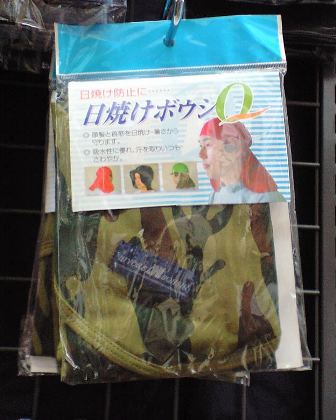 日焼け防止に……
日焼けボウシQ
◎ 頭髪と首筋を日焼け・暑さから
守ります。
◎ 吸水性に優れ、汗を取りいつも
さわやか。